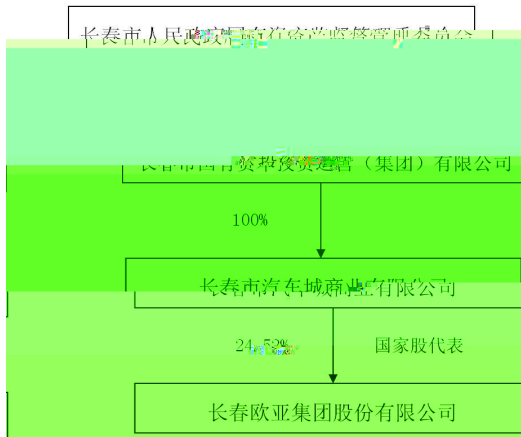 长春市人民政府国有资产监督管理委员会
长春市国有资本投资运营（集团）有限公司
100%
长春市汽车城商业有限公司
24.52% 国家股代表
长春欧亚集团股份有限公司